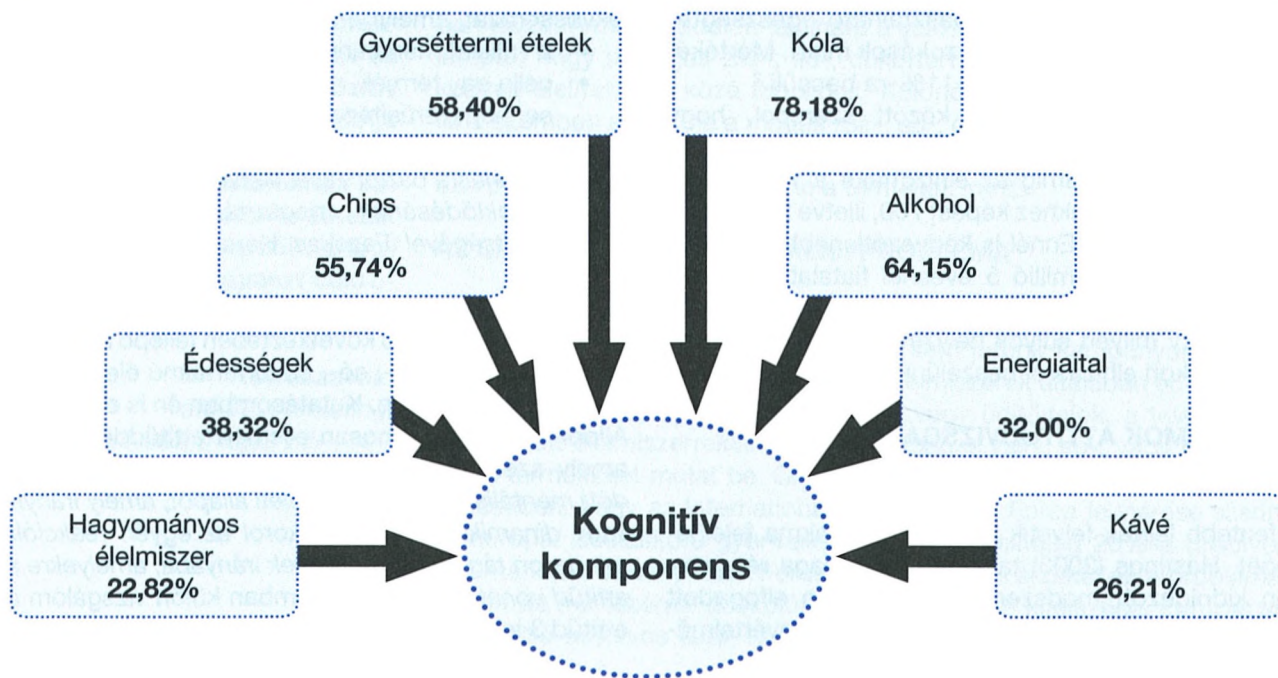 Gyorséttermi ételek
58,40%
Kóla
78,18%
Chips
55,74%
Alkohol
64,15%
Édességek
38,32%
Energiaital
32,00%
Hagyományos
élelmiszer
22,82%
Kognitív
komponens
Kávé
26,21%